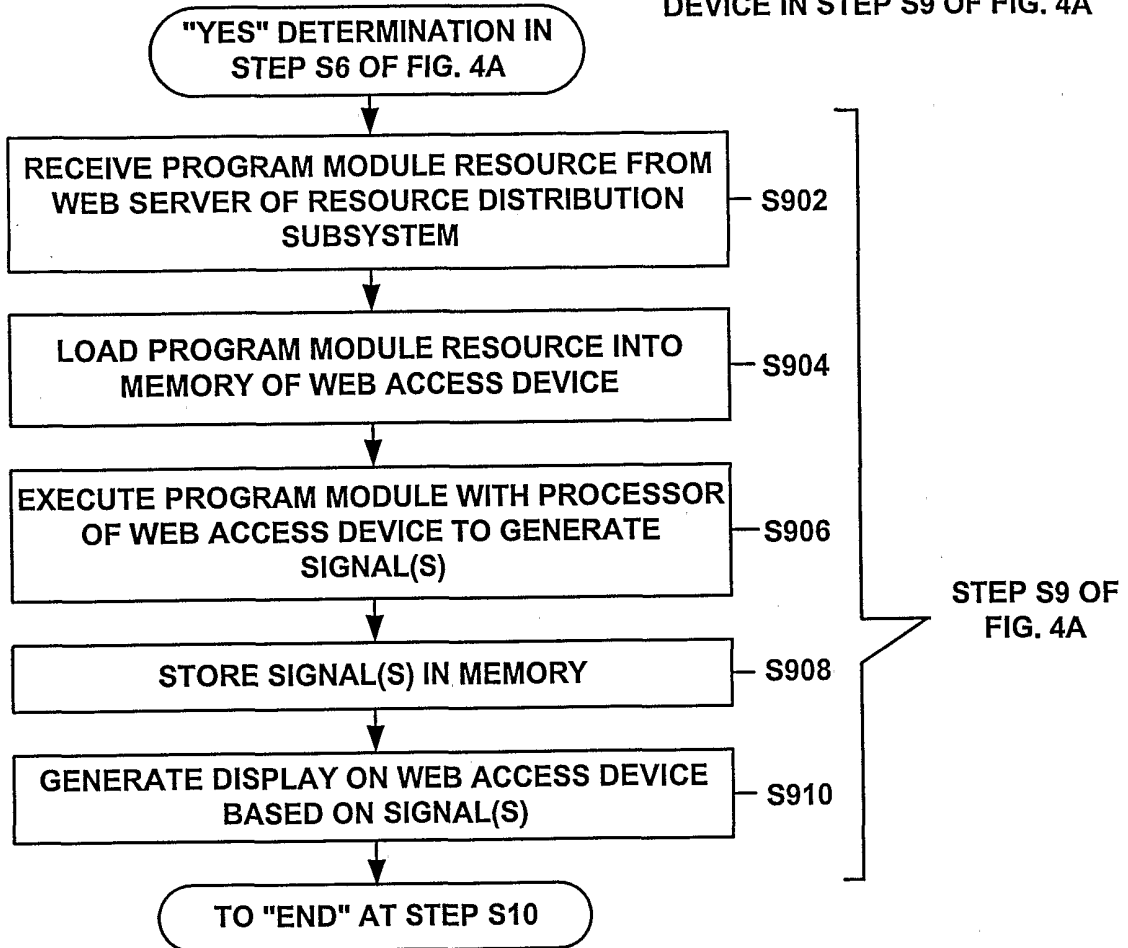 DEVICE IN STEP S9 OF FIG. 4A
"YES" DETERMINATION IN
STEP S6 OF FIG. 4A
RECEIVE PROGRAM MODULE RESOURCE FROM
WEB SERVER OF RESOURCE DISTRIBUTION
SUBSYSTEM
S902
LOAD PROGRAM MODULE RESOURCE INTO
MEMORY OF WEB ACCESS DEVICE
S904
EXECUTE PROGRAM MODULE WITH PROCESSOR
OF WEB ACCESS DEVICE TO GENERATE
SIGNAL(S)
S906
STEP S9 OF
FIG. 4A
STORE SIGNAL(S) IN MEMORY
S908
GENERATE DISPLAY ON WEB ACCESS DEVICE
BASED ON SIGNAL(S)
S910
TO "END" AT STEP S10